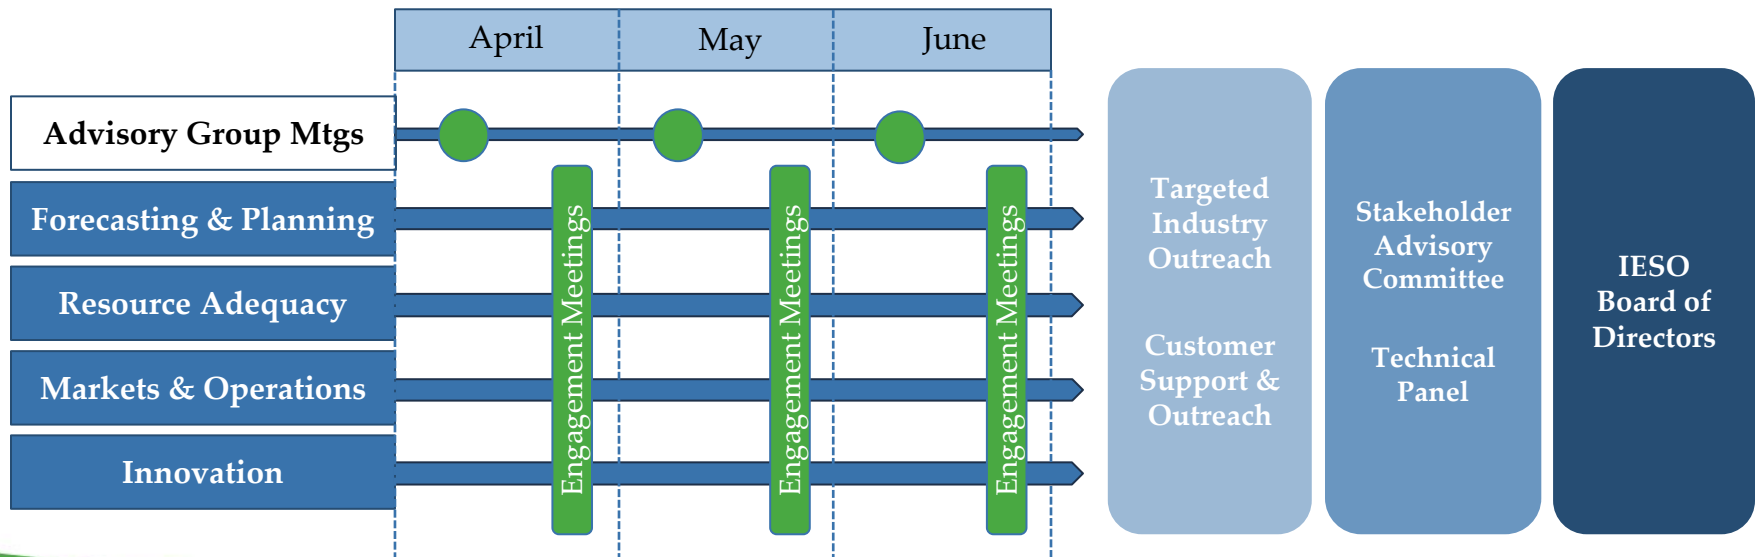 April
May
June
Advisory Group Mtgs
Forecasting & Planning
Resource Adequacy
Markets & Operations
Innovation
Engagement Meetings
Engagement Meetings
Engagement Meetings
Targeted
Industry
Outreach
Customer
Support &
Outreach
Stakeholder
Advisory
Committee
Technical
Panel
IESO
Board of
Directors